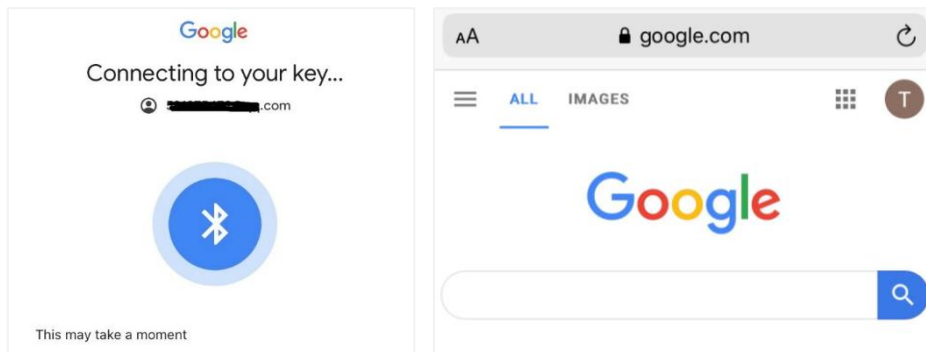 Google
Connecting to your key...
.com
This may take a moment
AA google.com
ALL IMAGES
T
Google